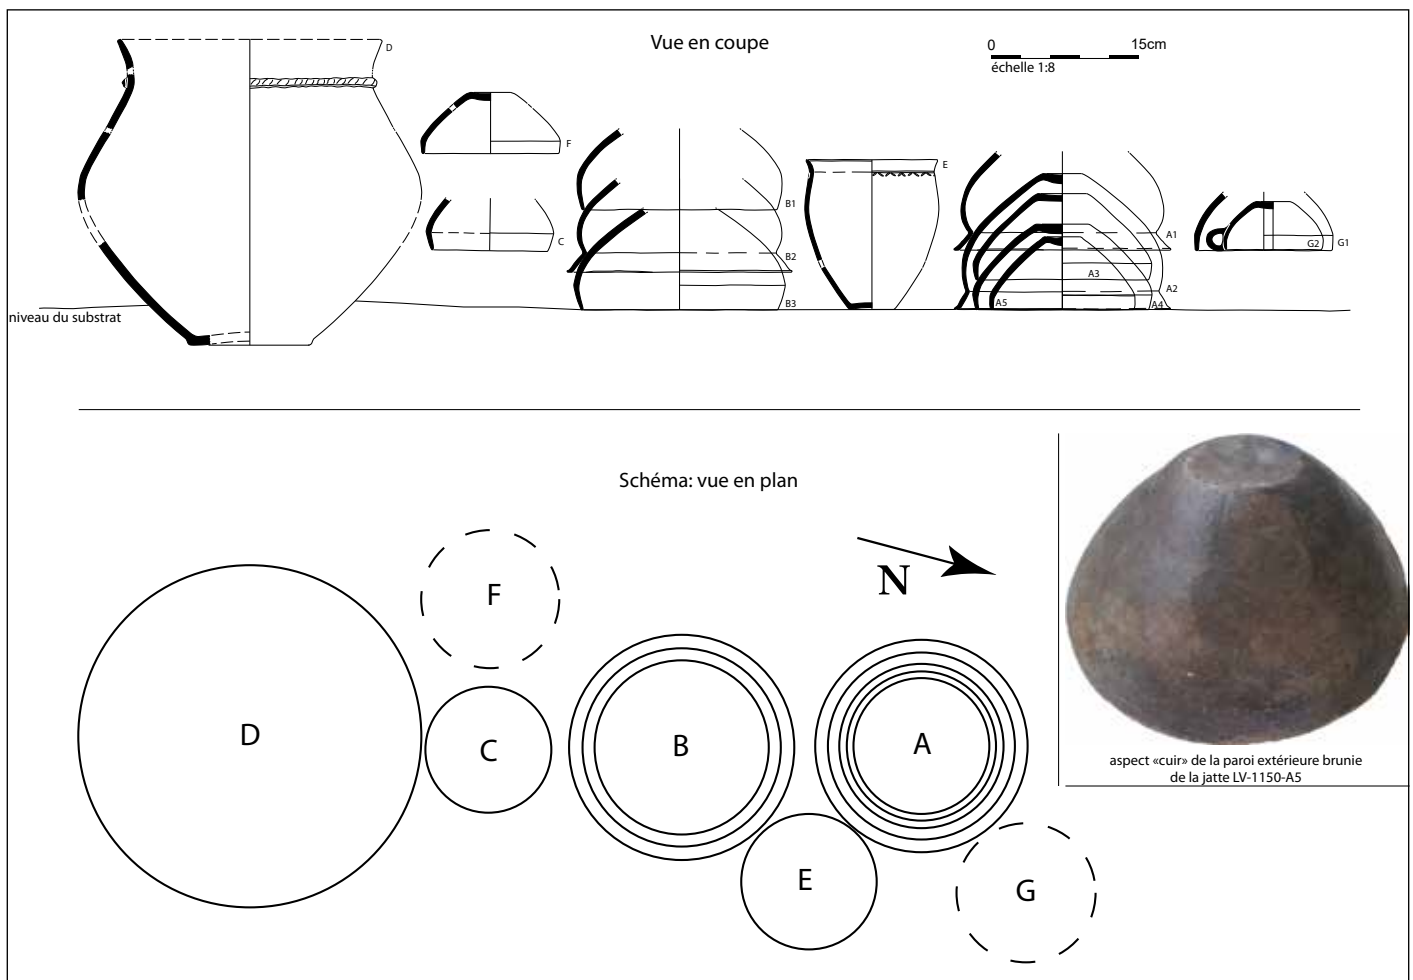 Vue en coupe
0 15cm
échelle 1:8
D
F
C
B1
B2
B3
E
A1
A3
A2
A5
A4
G2
G1
niveau du substrat
Schéma: vue en plan
N
F
D
C
B
A
E
G
aspect «cuir» de la paroi extérieure brunie
de la jatte LV-1150-A5